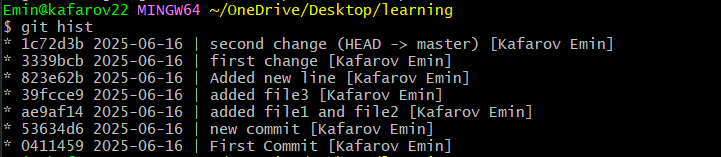 Emin@kafarov22 MINGW64 ~/OneDrive/Desktop/learning
$ git hist
* 1c72d3b 2025-06-16 | second change (HEAD -> master) [Kafarov Emin]
* 3339bcb 2025-06-16 | first change [Kafarov Emin]
* 823e62b 2025-06-16 | Added new line [Kafarov Emin]
* 39fcce9 2025-06-16 | added file3 [Kafarov Emin]
* ae9af14 2025-06-16 | added file1 and file2 [Kafarov Emin]
* 53634d6 2025-06-16 | new commit [Kafarov Emin]
* 0411459 2025-06-16 | First Commit [Kafarov Emin]